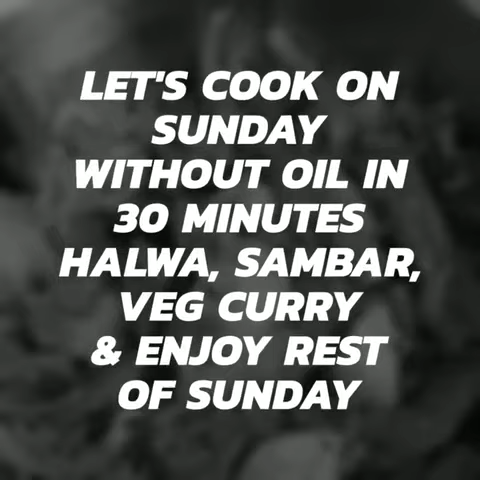 LET'S COOK ON
SUNDAY
WITHOUT OIL IN
30 MINUTES
HALWA, SAMBAR,
VEG CURRY
& ENJOY REST
OF SUNDAY